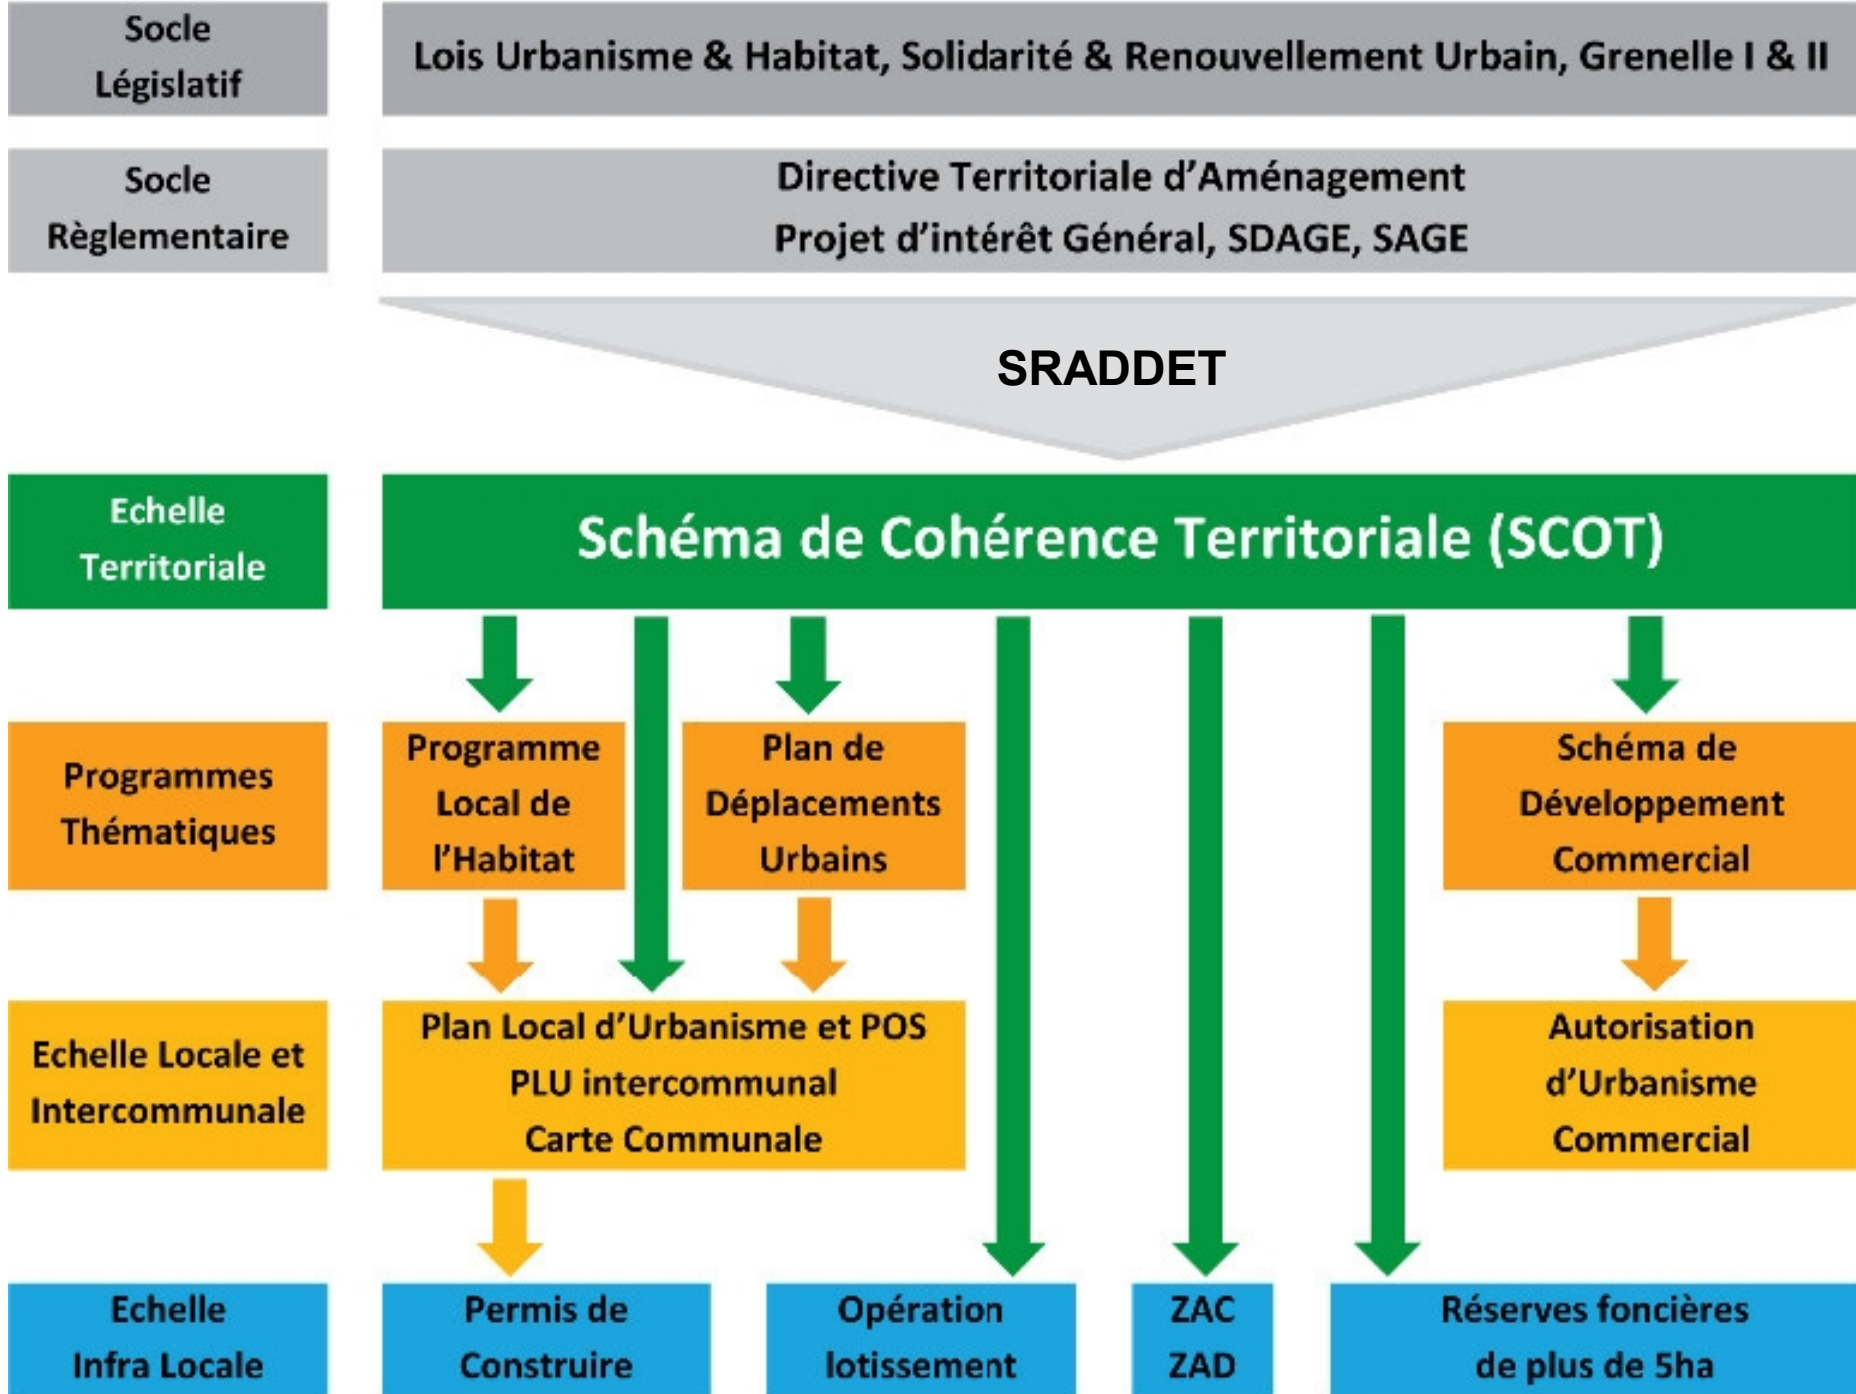 Socle
Législatif
Lois Urbanisme & Habitat, Solidarité & Renouvellement Urbain, Grenelle I & II
Socle
Règlementaire
Directive Territoriale d’Aménagement
Projet d’intérêt Général, SDAGE, SAGE
SRADDET
Echelle
Territoriale
Schéma de Cohérence Territoriale (SCOT)
Programmes
Thématiques
Programme
Local de
l’Habitat
Plan de
Déplacements
Urbains
Schéma de
Développement
Commercial
Echelle Locale et
Intercommunale
Plan Local d’Urbanisme et POS
PLU intercommunal
Carte Communale
Autorisation
d’Urbanisme
Commercial
Echelle
Infra Locale
Permis de
Construire
Opération
lotissement
ZAC
ZAD
Réserves foncières
de plus de 5ha